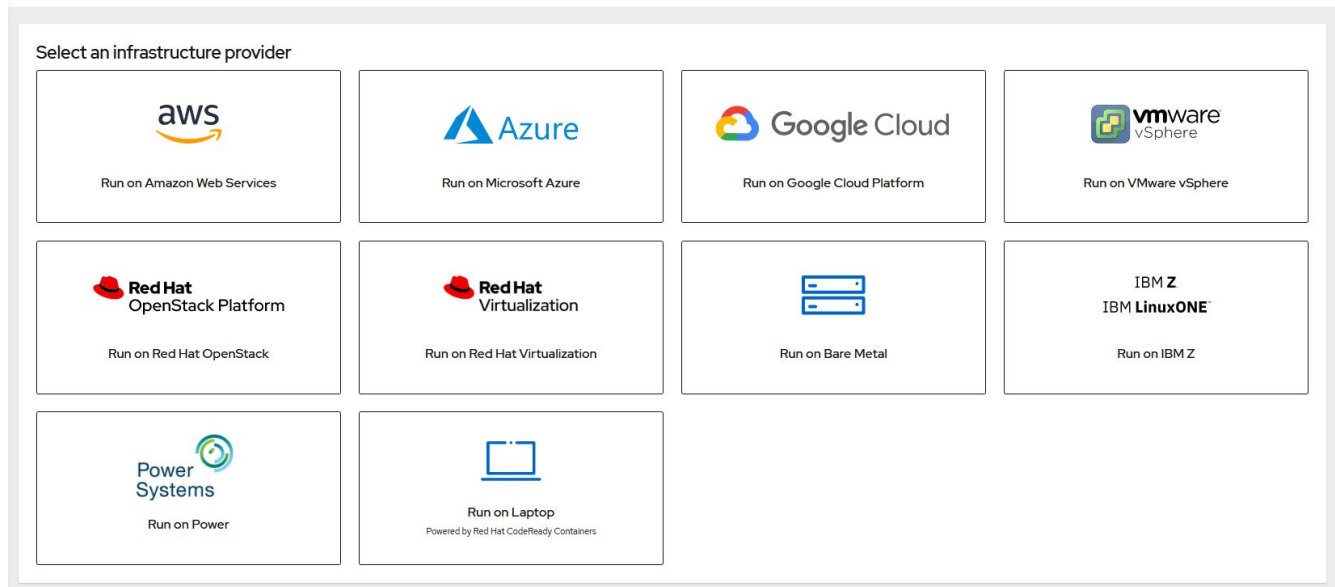 Select an infrastructure provider
aws
Run on Amazon Web Services
Azure
Run on Microsoft Azure
Google Cloud
Run on Google Cloud Platform
vmware
vSphere
Run on VMware vSphere
Red Hat
OpenStack Platform
Run on Red Hat OpenStack
Red Hat
Virtualization
Run on Red Hat Virtualization
Run on Bare Metal
IBM Z
IBM LinuxONE™
Run on IBM Z
Power
Systems
Run on Power
Run on Laptop
Powered by Red Hat CodeReady Containers